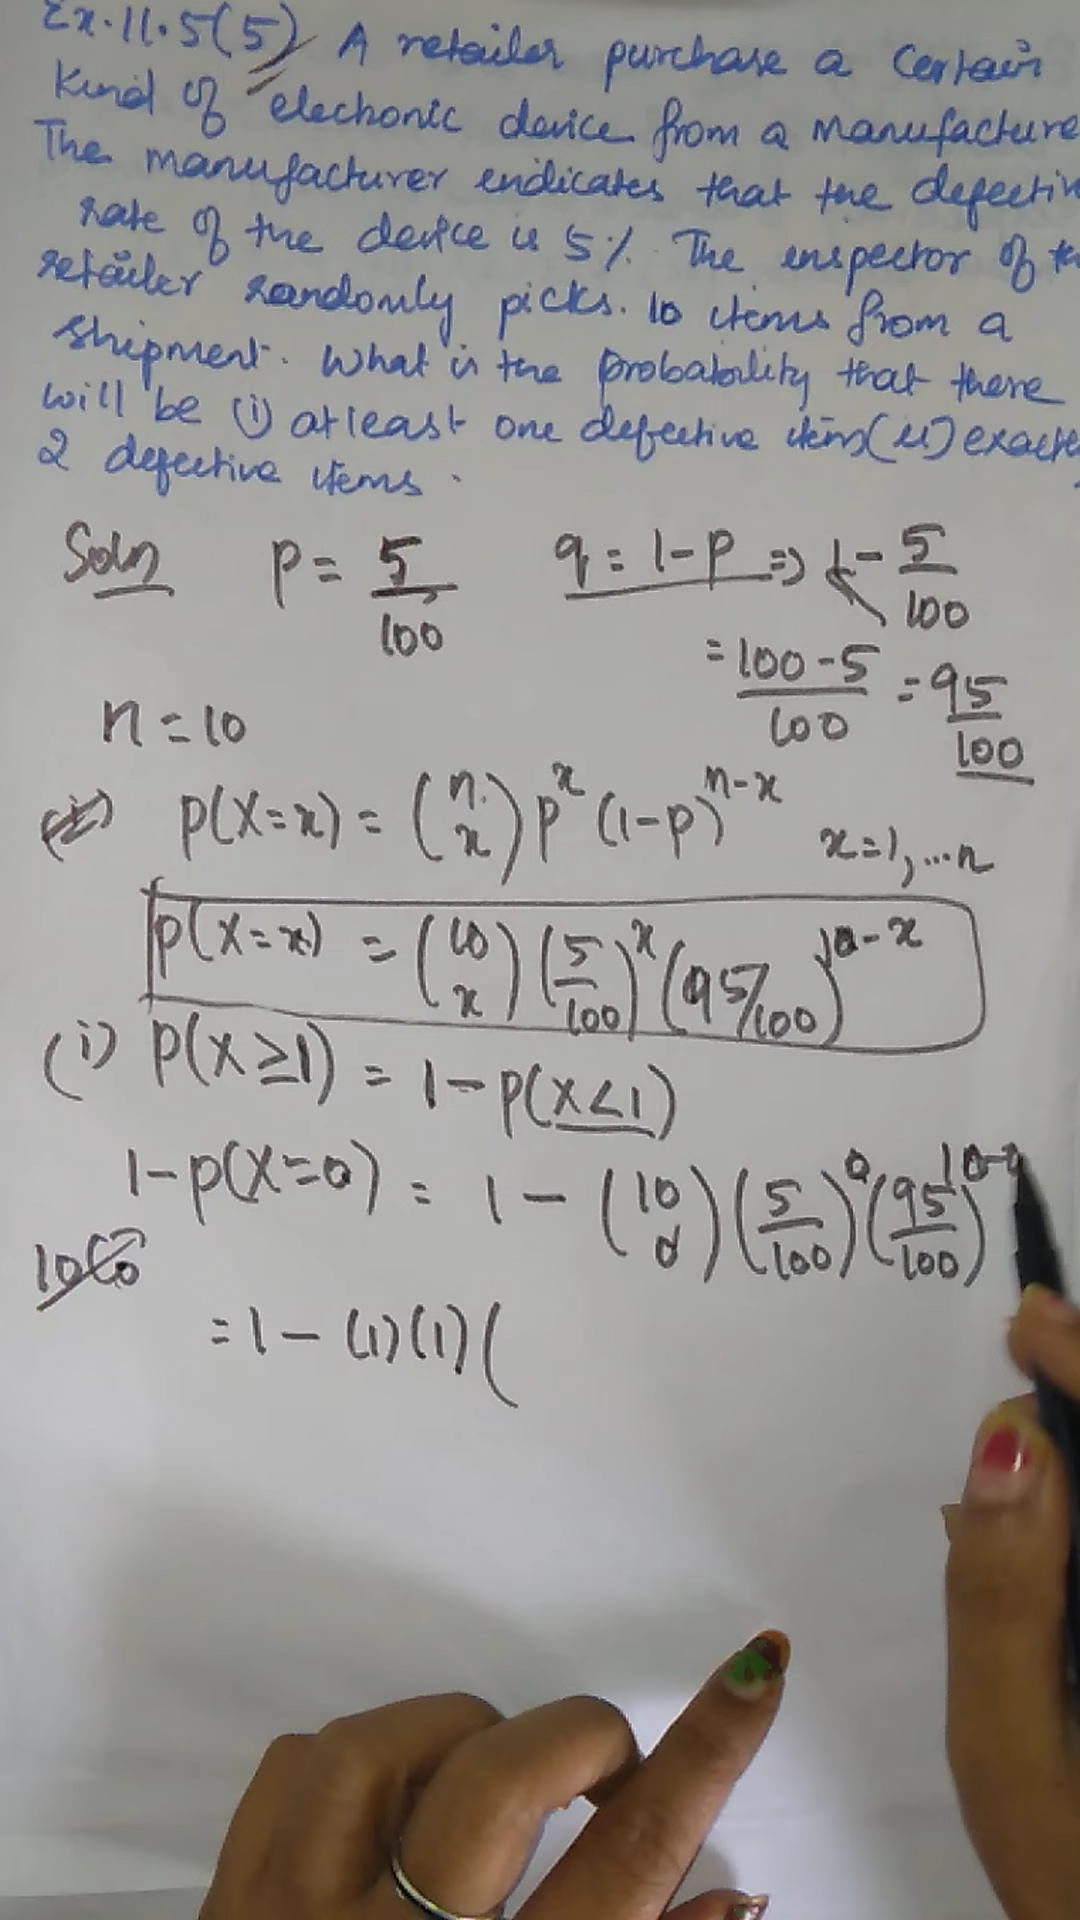 Ex.11.5(5) A retailer purchase a Certain
Kind of electronic device from a manufacture
The manufacturer indicates that the defectiv
rate of the device is 5%. The inspector of th
retailer randomly picks. 10 items from a
shipment. What is the probability that there
will be (i) atleast one defective item (ii) exactl
2 defective items.
Soln p = 5/100 q = 1-p => 1 - 5/100
= 100-5/100 = 95/100
n = 10
p(X=x) = (n x) p^x (1-p)^n-x x=1,...n
p(X=x) = (10 x) (5/100)^x (95/100)^10-x
(i) p(X≥1) = 1-p(X<1)
1-p(X=0) = 1 - (10 0) (5/100)^0 (95/100)^10-0
10C0
= 1 - (1)(1)(